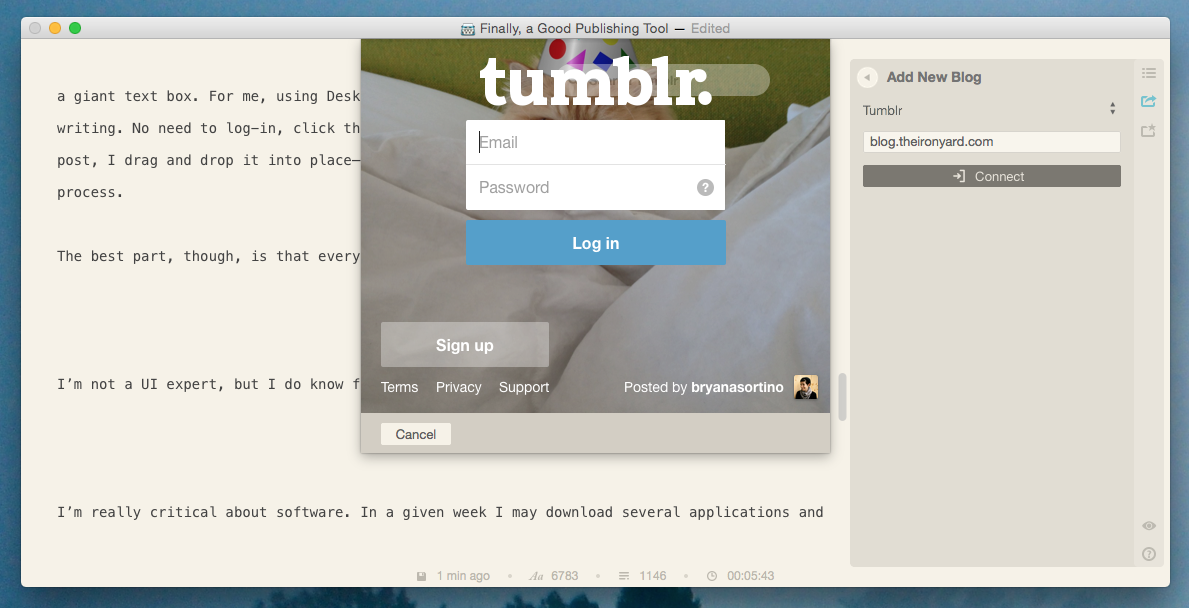 Finally, a Good Publishing Tool — Edited
a giant text box. For me, using Desk
writing. No need to log-in, click th
post, I drag and drop it into place—
process.
The best part, though, is that every
I’m not a UI expert, but I do know f
I’m really critical about software. In a given week I may download several applications and
tumblr.
Email
Password
?
Log in
Sign up
Terms Privacy Support
Posted by bryanasortino
Cancel
Add New Blog
Tumblr
blog.theironyard.com
Connect
?
1 min ago • Aa 6783 • 1146 • 00:05:43